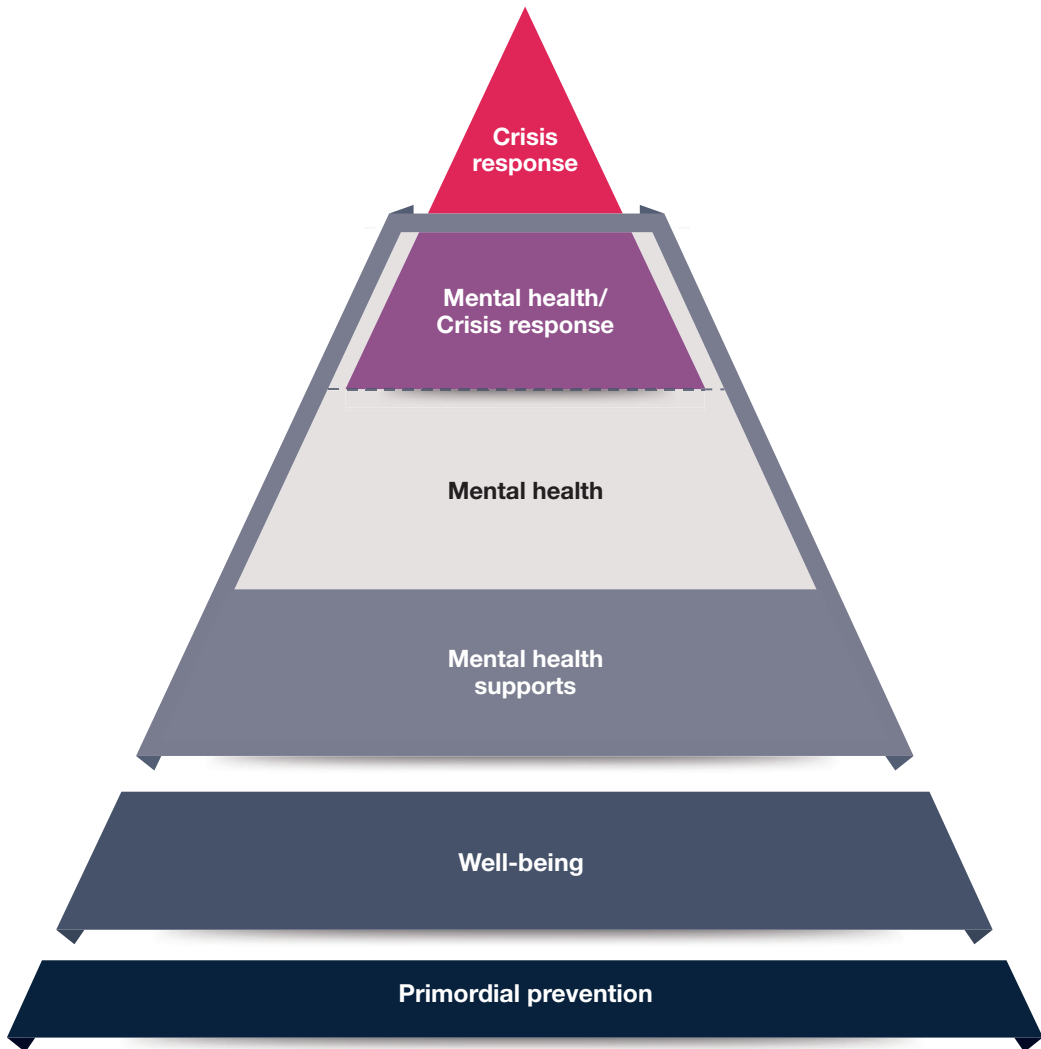 Crisis
response
Mental health/
Crisis response
Mental health
Mental health
supports
Well-being
Primordial prevention